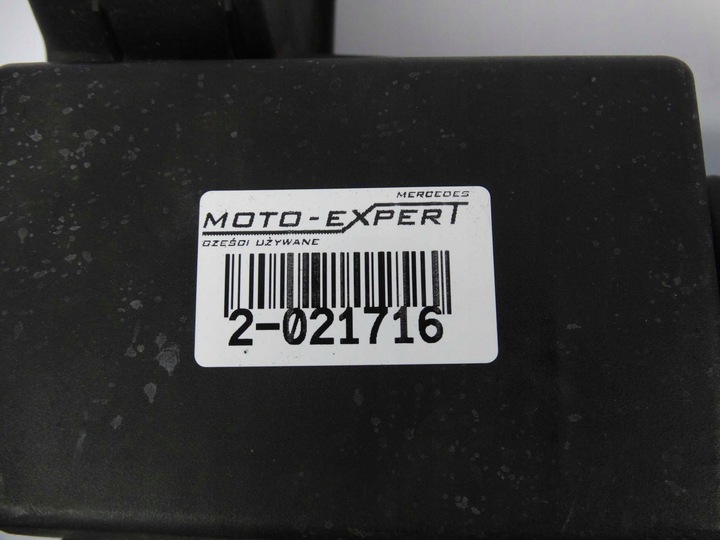 MERCEDES
MOTO-EXPERT
CZĘŚCI UŻYWANE
2-021716